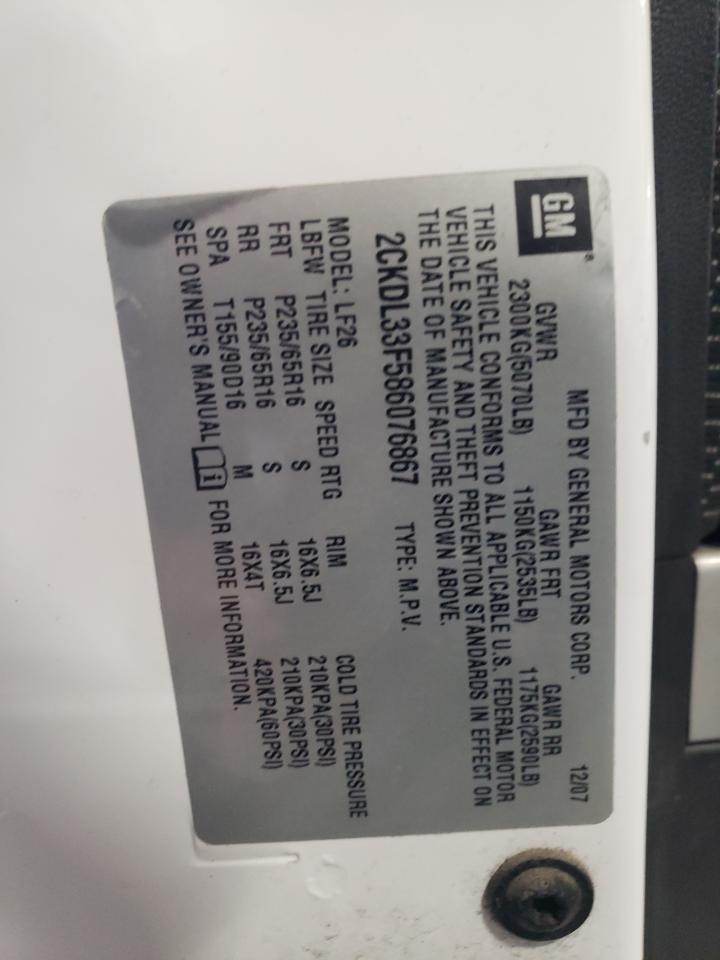 GM®
MFD BY GENERAL MOTORS CORP. 12/07
GVWR GAWR FRT GAWR RR
2300KG(5070LB) 1150KG(2535LB) 1175KG(2590LB)
THIS VEHICLE CONFORMS TO ALL APPLICABLE U.S. FEDERAL MOTOR
VEHICLE SAFETY AND THEFT PREVENTION STANDARDS IN EFFECT ON
THE DATE OF MANUFACTURE SHOWN ABOVE.
2CKDL33F586076867 TYPE: M.P.V.
MODEL: LF26
LBFW TIRE SIZE SPEED RTG RIM COLD TIRE PRESSURE
FRT P235/65R16 S 16X6.5J 210KPA(30PSI)
RR P235/65R16 S 16X6.5J 210KPA(30PSI)
SPA T155/90D16 M 16X4T 420KPA(60PSI)
SEE OWNER'S MANUAL i FOR MORE INFORMATION.